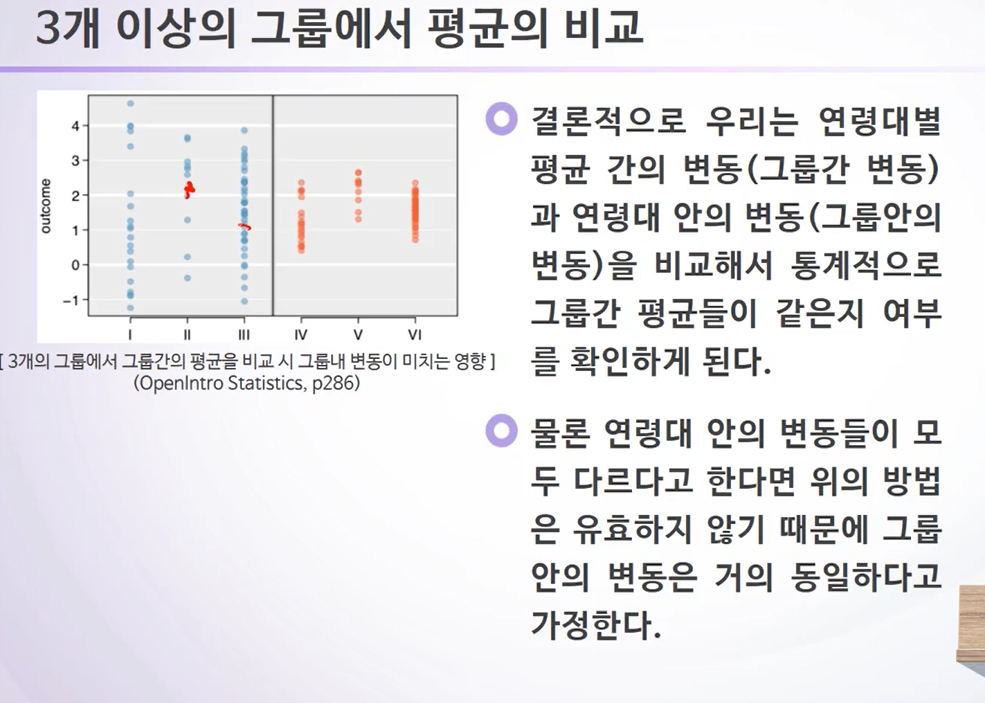 3개 이상의 그룹에서 평균의 비교
outcome
4
3
2
1
0
−1
I II III IV V VI
[ 3개의 그룹에서 그룹간의 평균을 비교 시 그룹내 변동이 미치는 영향 ]
(OpenIntro Statistics, p286)
결론적으로 우리는 연령대별
평균 간의 변동(그룹간 변동)
과 연령대 안의 변동(그룹안의
변동)을 비교해서 통계적으로
그룹간 평균들이 같은지 여부
를 확인하게 된다.
물론 연령대 안의 변동들이 모
두 다르다고 한다면 위의 방법
은 유효하지 않기 때문에 그룹
안의 변동은 거의 동일하다고
가정한다.